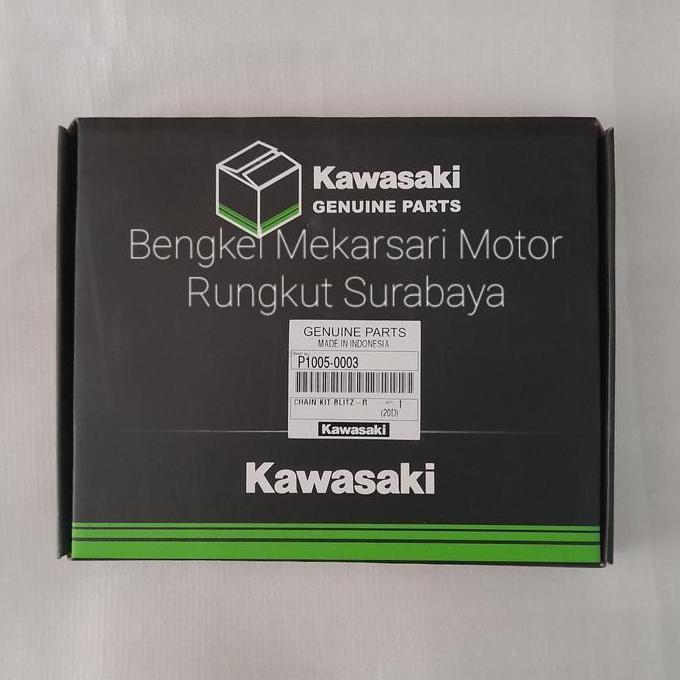 Kawasaki
GENUINE PARTS
Bengkel Mekarsari Motor
Rungkut Surabaya
GENUINE PARTS
MADE IN INDONESIA
P1005-0003
CHAIN KIT BLITZ-R 1
(20D)
Kawasaki
Kawasaki